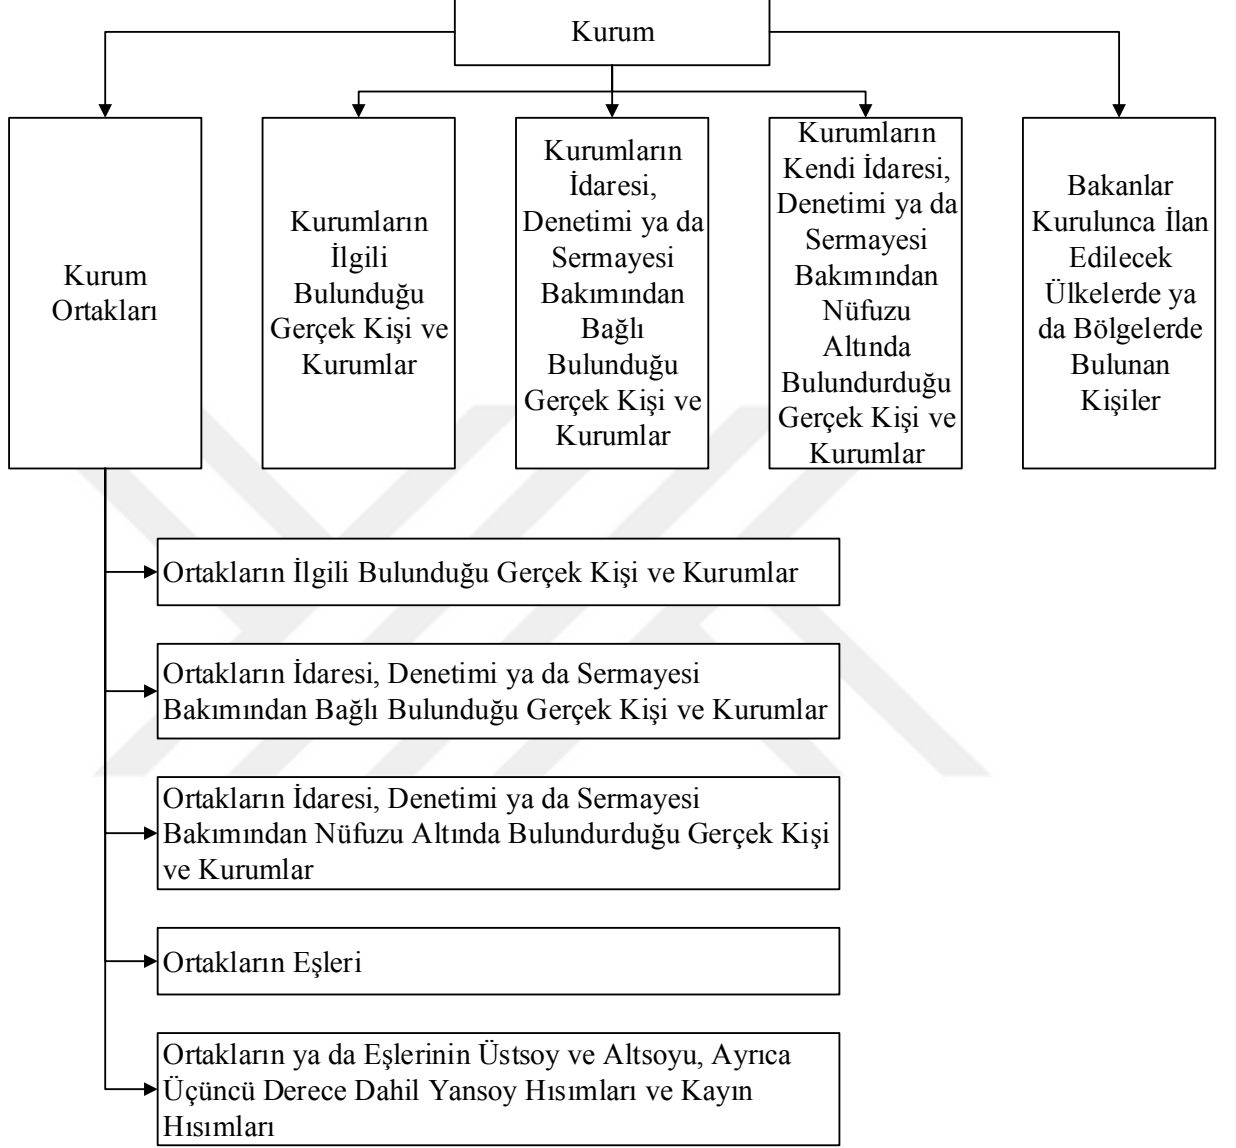 Kurum
Kurum
Ortakları
Kurumların
İlgili
Bulunduğu
Gerçek Kişi ve
Kurumlar
Kurumların
İdaresi,
Denetimi ya da
Sermayesi
Bakımından
Bağlı
Bulunduğu
Gerçek Kişi ve
Kurumlar
Kurumların
Kendi İdaresi,
Denetimi ya da
Sermayesi
Bakımından
Nüfuzu
Altında
Bulundurduğu
Gerçek Kişi ve
Kurumlar
Bakanlar
Kurulunca İlan
Edilecek
Ülkelerde ya
da Bölgelerde
Bulunan
Kişiler
Ortakların İlgili Bulunduğu Gerçek Kişi ve Kurumlar
Ortakların İdaresi, Denetimi ya da Sermayesi
Bakımından Bağlı Bulunduğu Gerçek Kişi ve Kurumlar
Ortakların İdaresi, Denetimi ya da Sermayesi
Bakımından Nüfuzu Altında Bulundurduğu Gerçek Kişi
ve Kurumlar
Ortakların Eşleri
Ortakların ya da Eşlerinin Üstsoy ve Altsoyu, Ayrıca
Üçüncü Derece Dahil Yansoy Hısımları ve Kayın
Hısımları